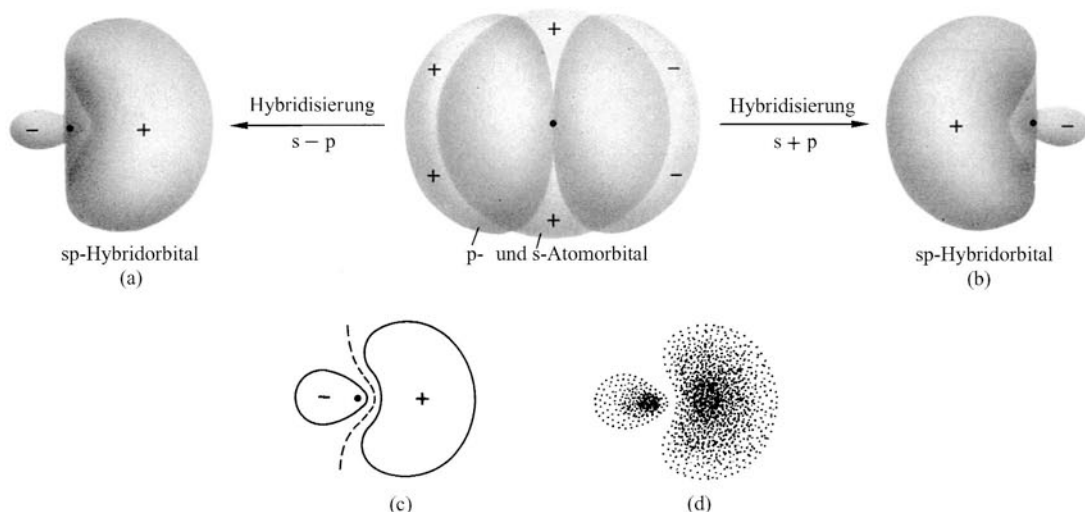 +
+
−
−
+
Hybridisierung
s − p
Hybridisierung
s + p
+
−
+
−
+
p- und s-Atomorbital
sp-Hybridorbital
(a)
sp-Hybridorbital
(b)
−
+
(c)
(d)